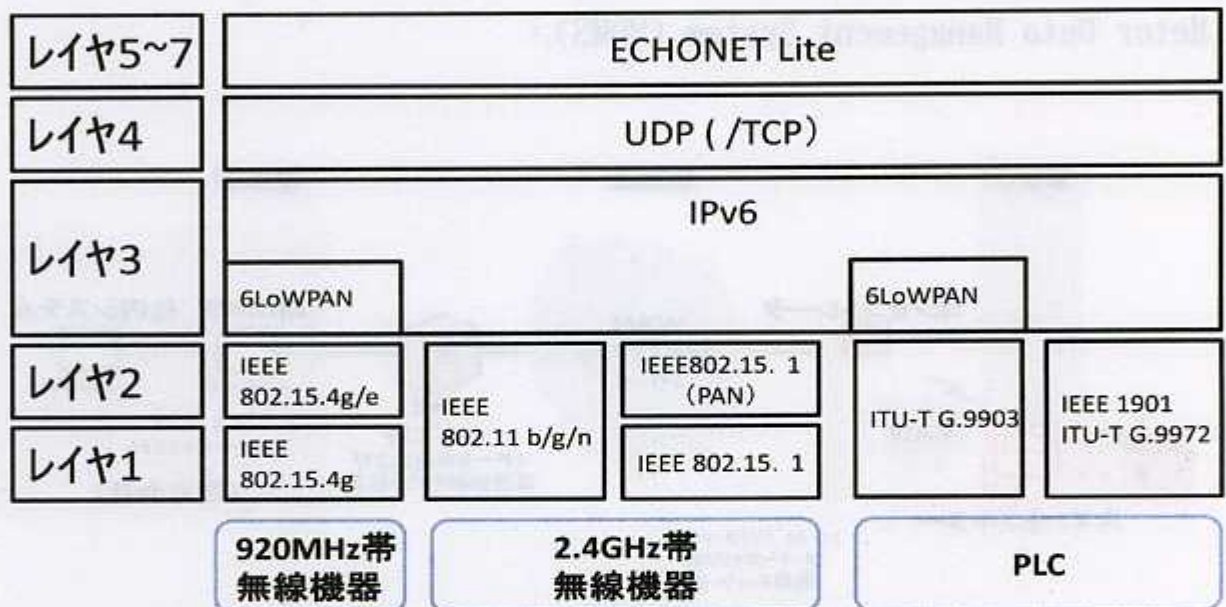 レイヤ5~7
ECHONET Lite
レイヤ4
UDP ( /TCP)
レイヤ3
IPv6
6LoWPAN
6LoWPAN
レイヤ2
IEEE
802.15.4g/e
IEEE
802.11 b/g/n
IEEE802.15. 1
(PAN)
ITU-T G.9903
IEEE 1901
ITU-T G.9972
レイヤ1
IEEE
802.15.4g
IEEE 802.15. 1
920MHz帯
無線機器
2.4GHz帯
無線機器
PLC